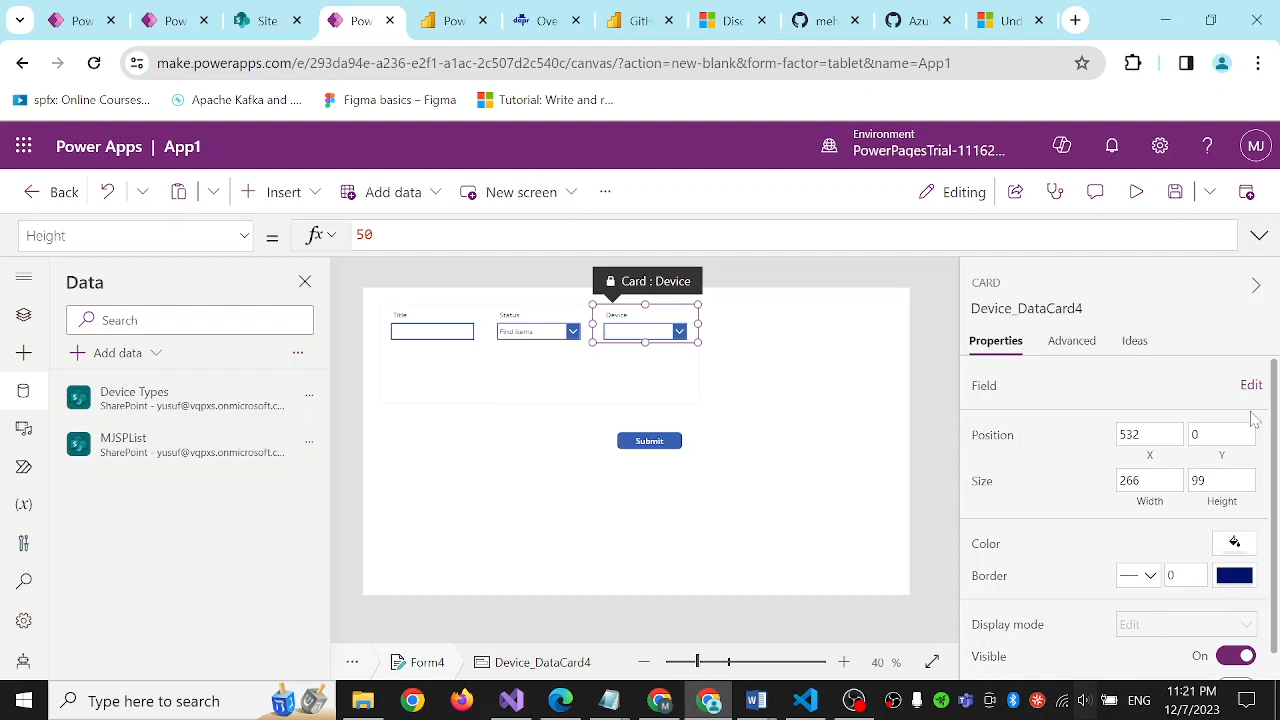 Pow
Pow
Site
Pow
Pow
Ove
GitH
Disc
meh
Azu
Und
make.powerapps.com/e/293da94e-a236-e2f1-a1ac-2c507d2c540c/canvas/?action=new-blank&form-factor=tablet&name=App1
spfx: Online Courses...
Apache Kafka and ....
Figma basics – Figma
Tutorial: Write and r...
Power Apps | App1
Environment
PowerPagesTrial-11162...
MJ
Back
Insert
Add data
New screen
...
Editing
Height
=
fx
50
Data
Search
Add data
...
Device Types
SharePoint - yusuf@vqpxs.onmicrosoft.c...
...
MJSPList
SharePoint - yusuf@vqpxs.onmicrosoft.c...
...
Card : Device
Title
Status
Device
Find items
Submit
CARD
Device_DataCard4
Properties
Advanced
Ideas
Field
Edit
Position
532
0
X
Y
Size
266
99
Width
Height
Color
Border
0
Display mode
Edit
Visible
On
...
Form4
Device_DataCard4
40 %
Type here to search
ENG
11:21 PM
12/7/2023